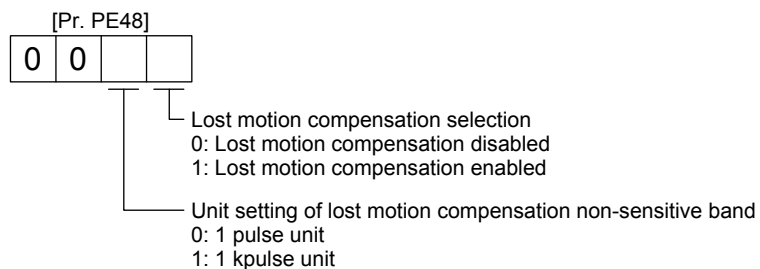 [Pr. PE48]
0 0
Lost motion compensation selection
0: Lost motion compensation disabled
1: Lost motion compensation enabled
Unit setting of lost motion compensation non-sensitive band
0: 1 pulse unit
1: 1 kpulse unit